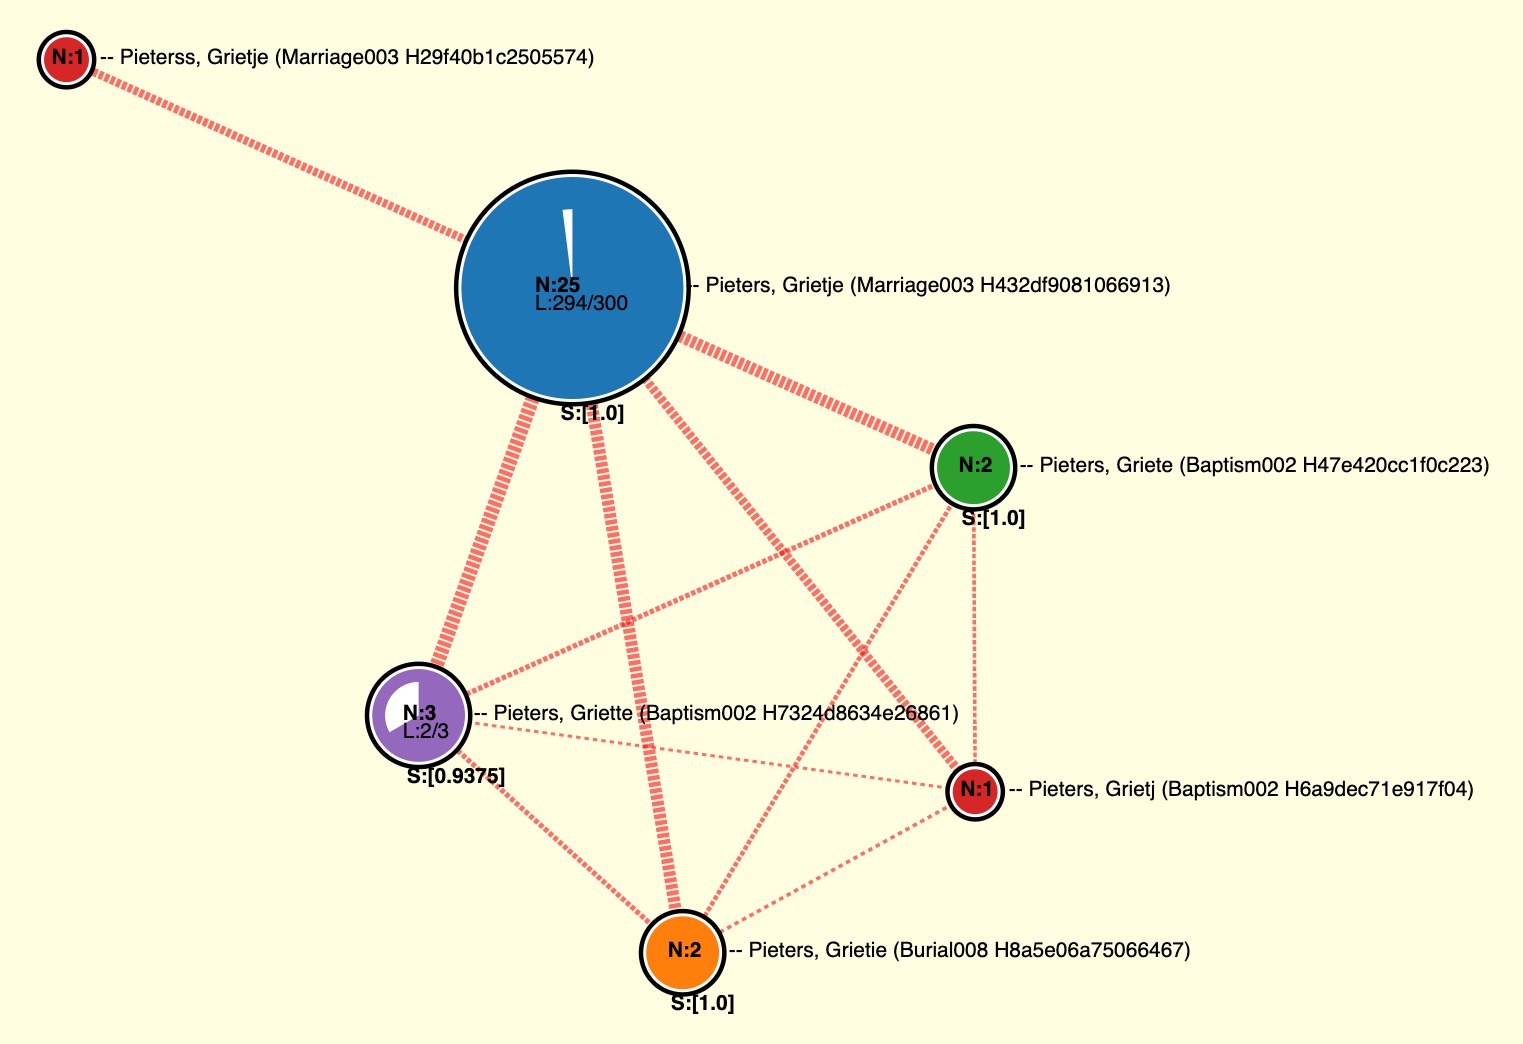 N:1 -- Pieterss, Grietje (Marriage003 H29f40b1c2505574)
N:25 -- Pieters, Grietje (Marriage003 H432df9081066913)
L:294/300
S:[1.0]
N:2 -- Pieters, Griete (Baptism002 H47e420cc1f0c223)
S:[1.0]
N:3 -- Pieters, Griette (Baptism002 H7324d8634e26861)
L:2/3
S:[0.9375]
N:1 -- Pieters, Grietj (Baptism002 H6a9dec71e917f04)
N:2 -- Pieters, Grietie (Burial008 H8a5e06a75066467)
S:[1.0]